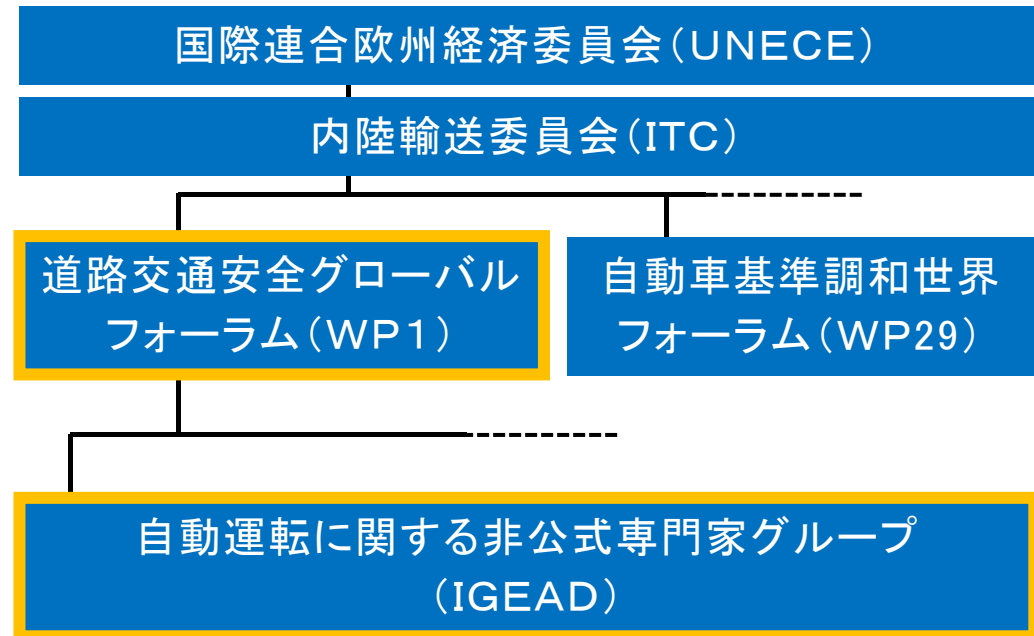 国際連合欧州経済委員会（ＵＮＥＣＥ）
内陸輸送委員会（ＩＴＣ）
道路交通安全グローバル
フォーラム（ＷＰ１）
自動車基準調和世界
フォーラム（WP29）
自動運転に関する非公式専門家グループ
（ＩＧＥＡＤ）